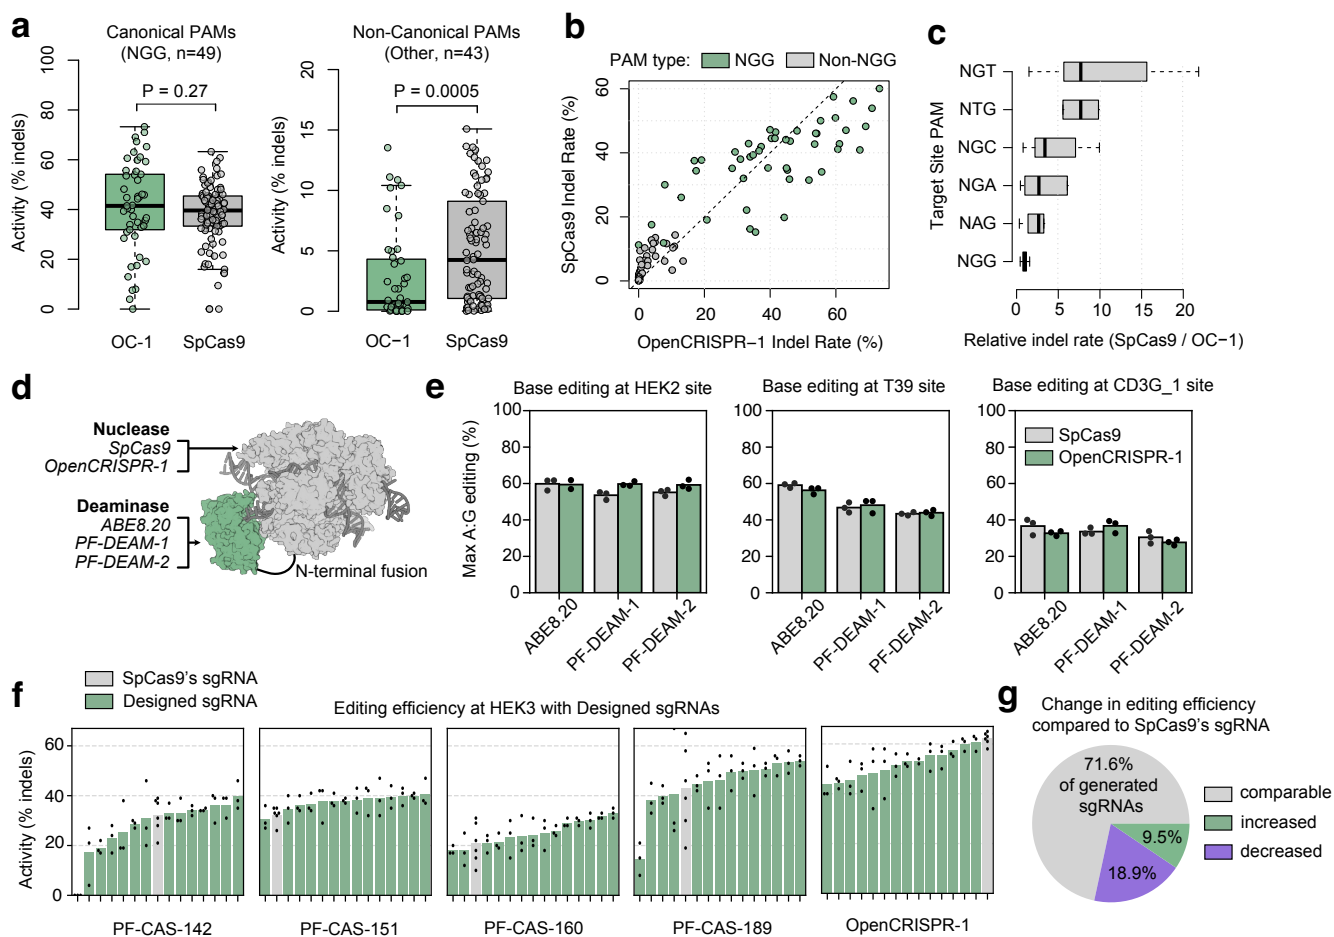 a
Canonical PAMs
(NGG, n=49)
Activity (% indels)
100
80
60
40
20
0
P = 0.27
OC-1
SpCas9
Non-Canonical PAMs
(Other, n=43)
Activity (% indels)
20
15
10
5
0
P = 0.0005
OC−1
SpCas9
b
PAM type:
NGG
Non-NGG
SpCas9 Indel Rate (%)
60
40
20
0
0
20
40
60
OpenCRISPR−1 Indel Rate (%)
c
Target Site PAM
NGT
NTG
NGC
NGA
NAG
NGG
0
5
10
15
20
Relative indel rate (SpCas9 / OC−1)
d
Nuclease
SpCas9
OpenCRISPR-1
Deaminase
ABE8.20
PF-DEAM-1
PF-DEAM-2
N-terminal fusion
e
Base editing at HEK2 site
Max A:G editing (%)
100
80
60
40
20
0
ABE8.20
PF-DEAM-1
PF-DEAM-2
Base editing at T39 site
100
80
60
40
20
0
ABE8.20
PF-DEAM-1
PF-DEAM-2
Base editing at CD3G_1 site
100
80
60
40
20
0
SpCas9
OpenCRISPR-1
ABE8.20
PF-DEAM-1
PF-DEAM-2
f
SpCas9's sgRNA
Designed sgRNA
Editing efficiency at HEK3 with Designed sgRNAs
Activity (% indels)
60
40
20
0
PF-CAS-142
PF-CAS-151
PF-CAS-160
PF-CAS-189
OpenCRISPR-1
g
Change in editing efficiency
compared to SpCas9's sgRNA
71.6%
of generated
sgRNAs
9.5%
18.9%
comparable
increased
decreased